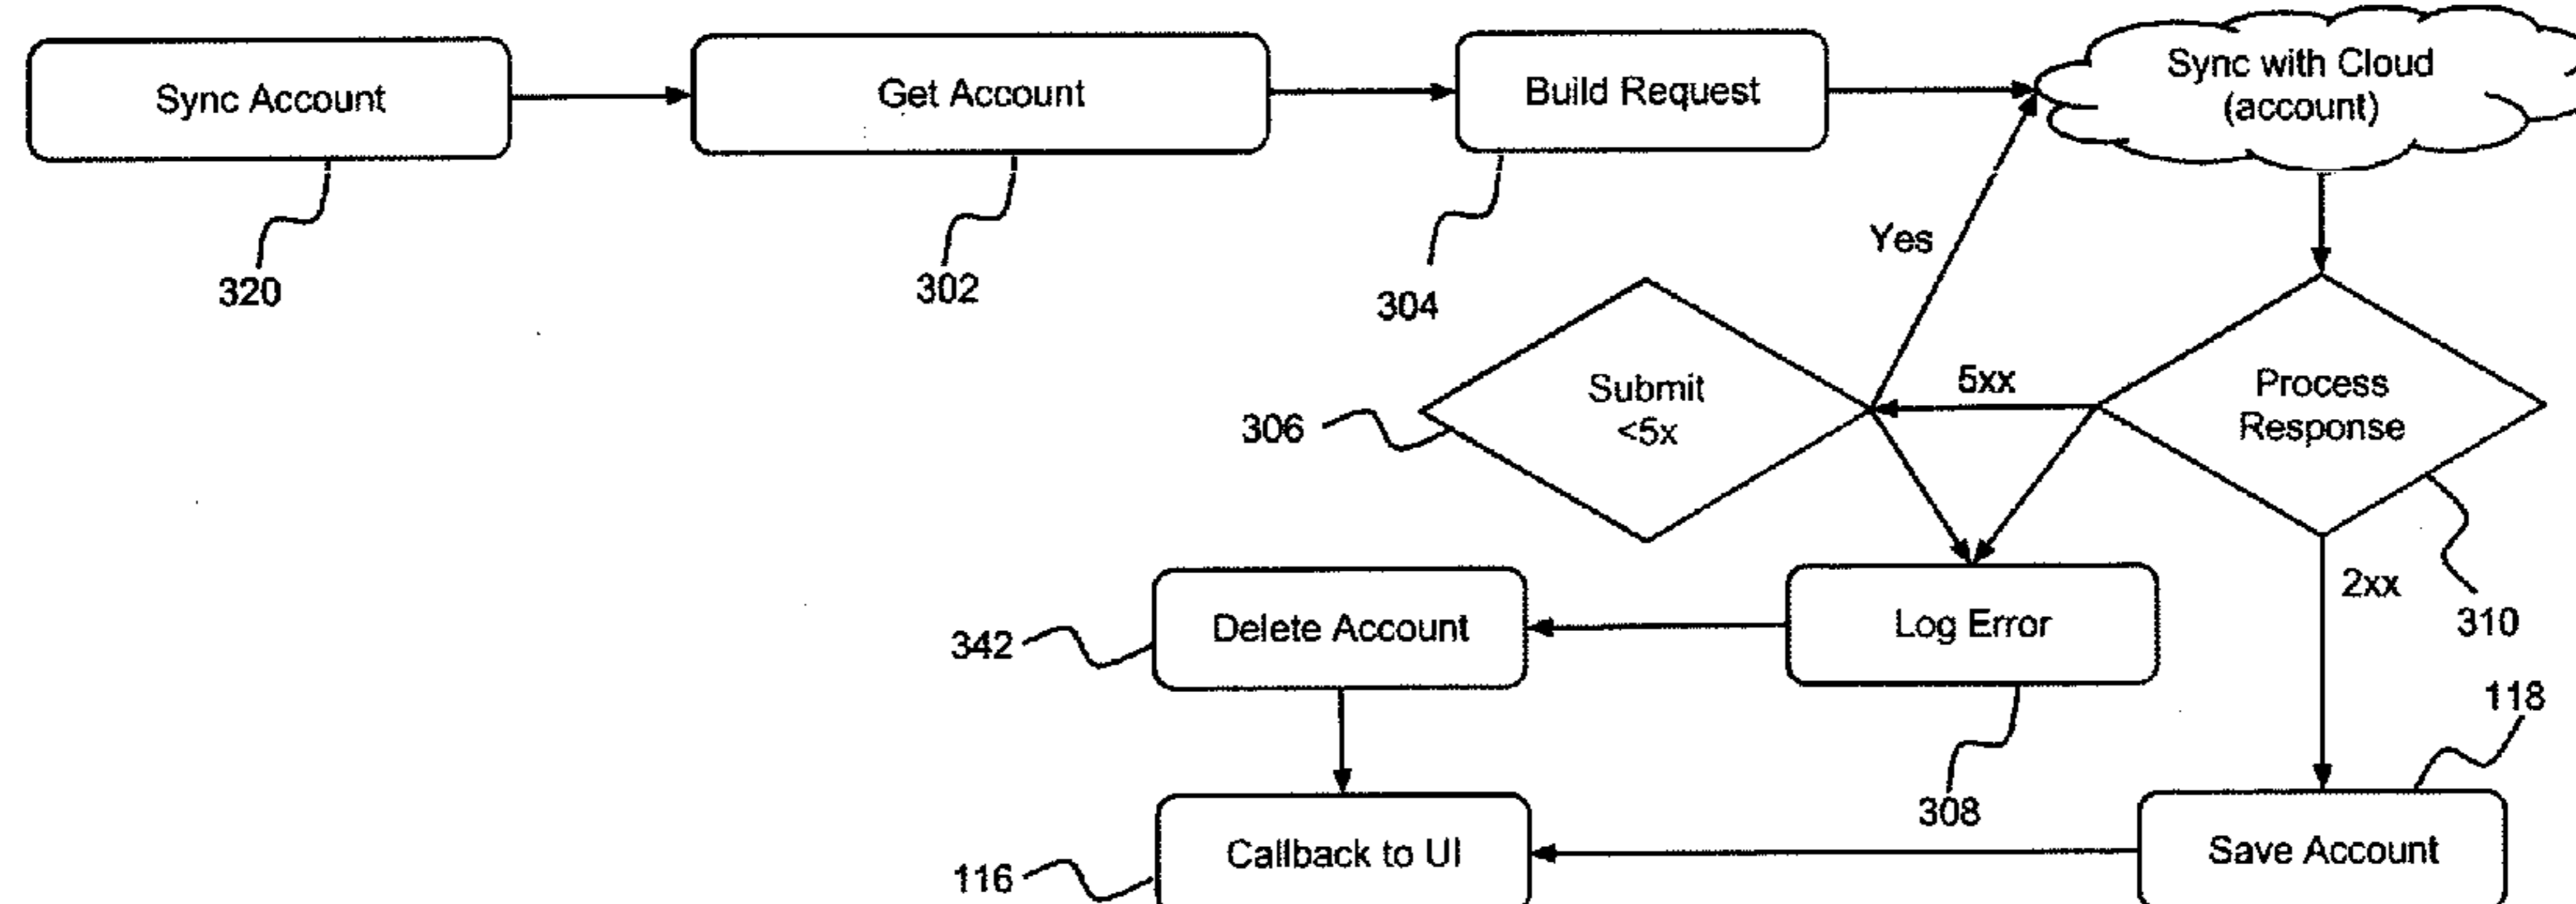 Sync Account
Get Account
Build Request
Sync with Cloud
(account)
320
302
304
Yes
Submit
<5x
5xx
Process
Response
306
2xx
310
Delete Account
Log Error
342
118
308
Callback to UI
Save Account
116